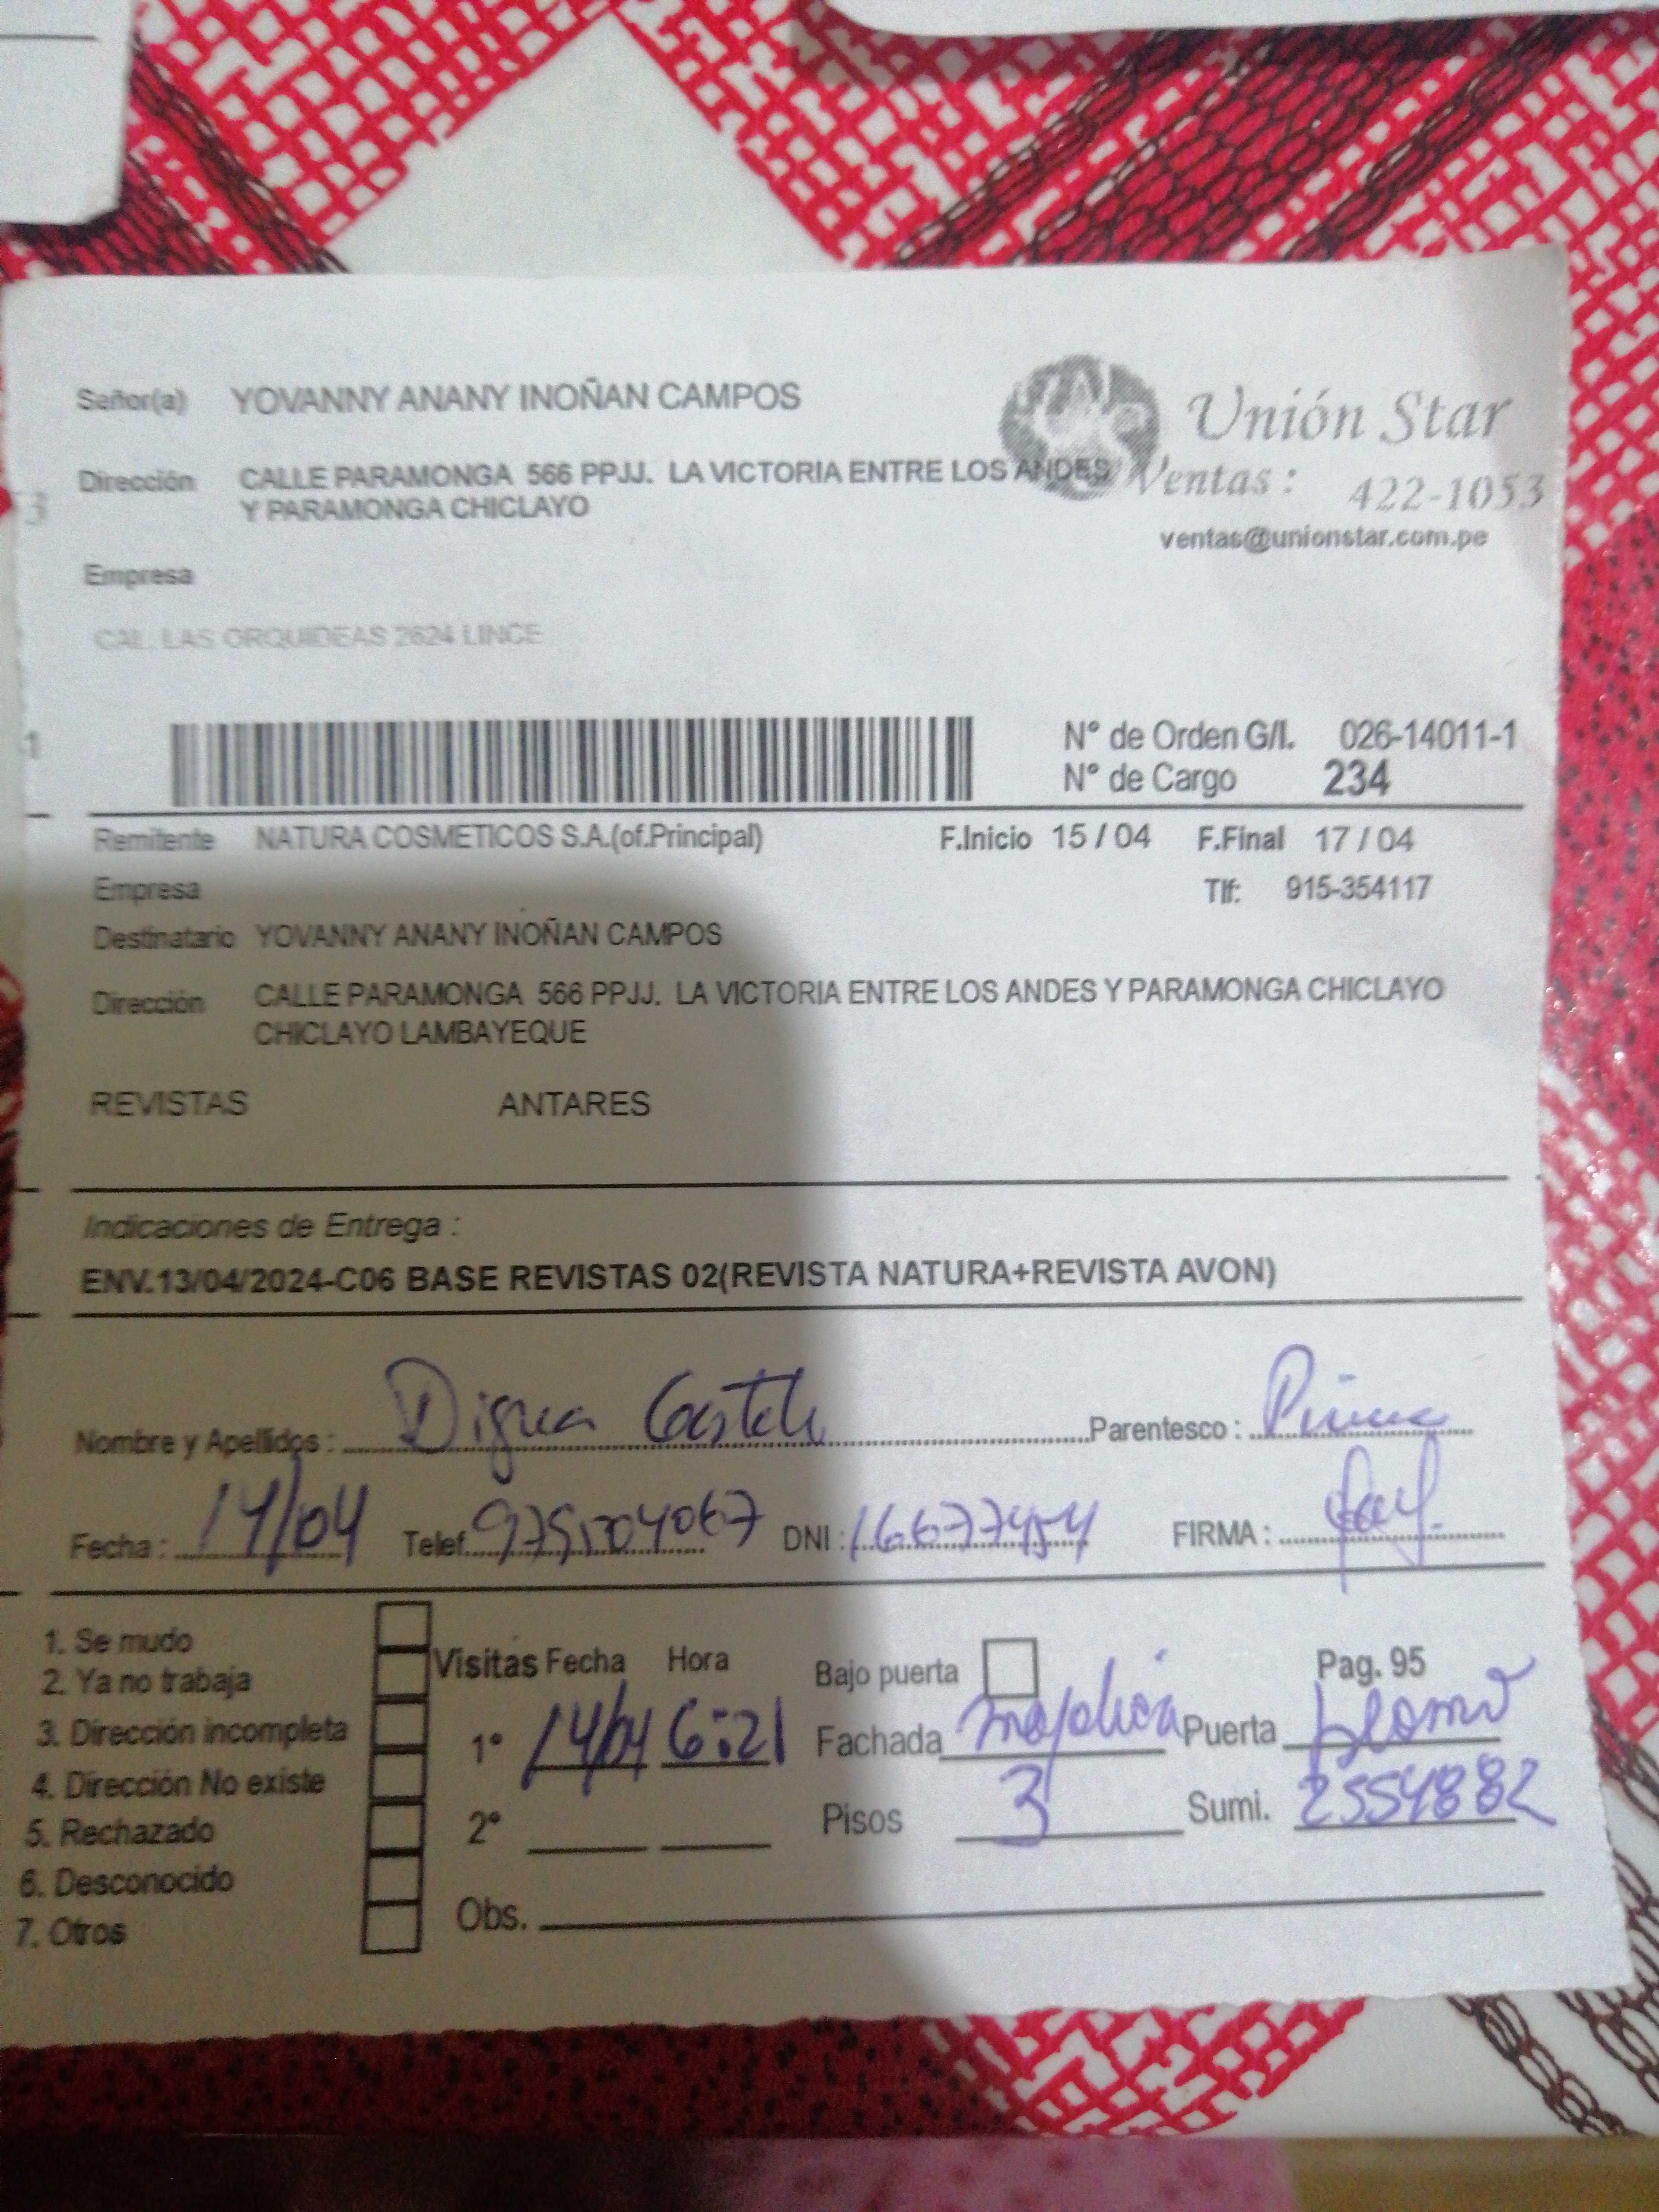 Señor(a) YOVANNY ANANY INOÑAN CAMPOS
Unión Star
Dirección CALLE PARAMONGA 566 PPJJ. LA VICTORIA ENTRE LOS ANDES
Y PARAMONGA CHICLAYO
Ventas: 422-1053
ventas@unionstar.com.pe
Empresa
CAL. LAS ORQUIDEAS 2624 LINCE
N° de Orden G/I. 026-14011-1
N° de Cargo 234
Remitente NATURA COSMETICOS S.A.(of.Principal) F.Inicio 15 / 04 F.Final 17 / 04
Empresa Tlf: 915-354117
Destinatario YOVANNY ANANY INOÑAN CAMPOS
Dirección CALLE PARAMONGA 566 PPJJ. LA VICTORIA ENTRE LOS ANDES Y PARAMONGA CHICLAYO
CHICLAYO LAMBAYEQUE
REVISTAS ANTARES
Indicaciones de Entrega :
ENV.13/04/2024-C06 BASE REVISTAS 02(REVISTA NATURA+REVISTA AVON)
Nombre y Apellidos : Parentesco :
Fecha : 14/04 Telef. 975504067 DNI : 16677454 FIRMA :
1. Se mudo
2. Ya no trabaja
3. Dirección incompleta
4. Dirección No existe
5. Rechazado
6. Desconocido
7. Otros
Visitas Fecha Hora Bajo puerta Pag. 95
1° 14/04 6:21 Fachada Puerta
2° Pisos 3 Sumi. 2554882
Obs.